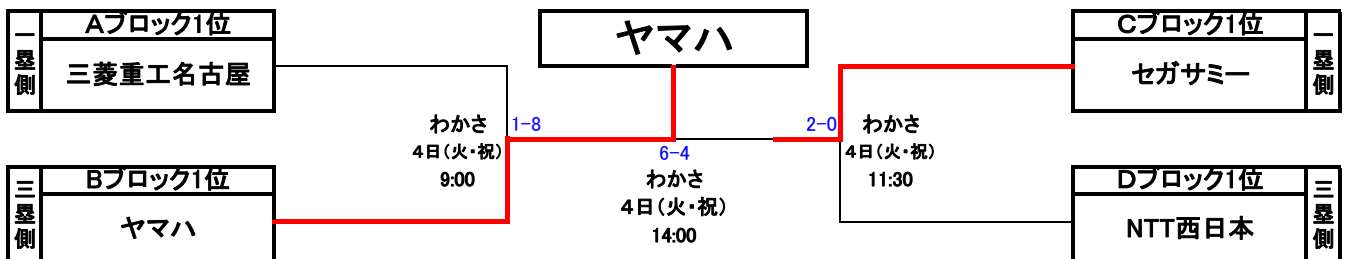 ヤマハ
一塁側
Aブロック1位
三菱重工名古屋
Cブロック1位
セガサミー
一塁側
わかさ
4日(火・祝)
9:00
1-8
6-4
わかさ
4日(火・祝)
14:00
2-0
わかさ
4日(火・祝)
11:30
三塁側
Bブロック1位
ヤマハ
Dブロック1位
NTT西日本
三塁側